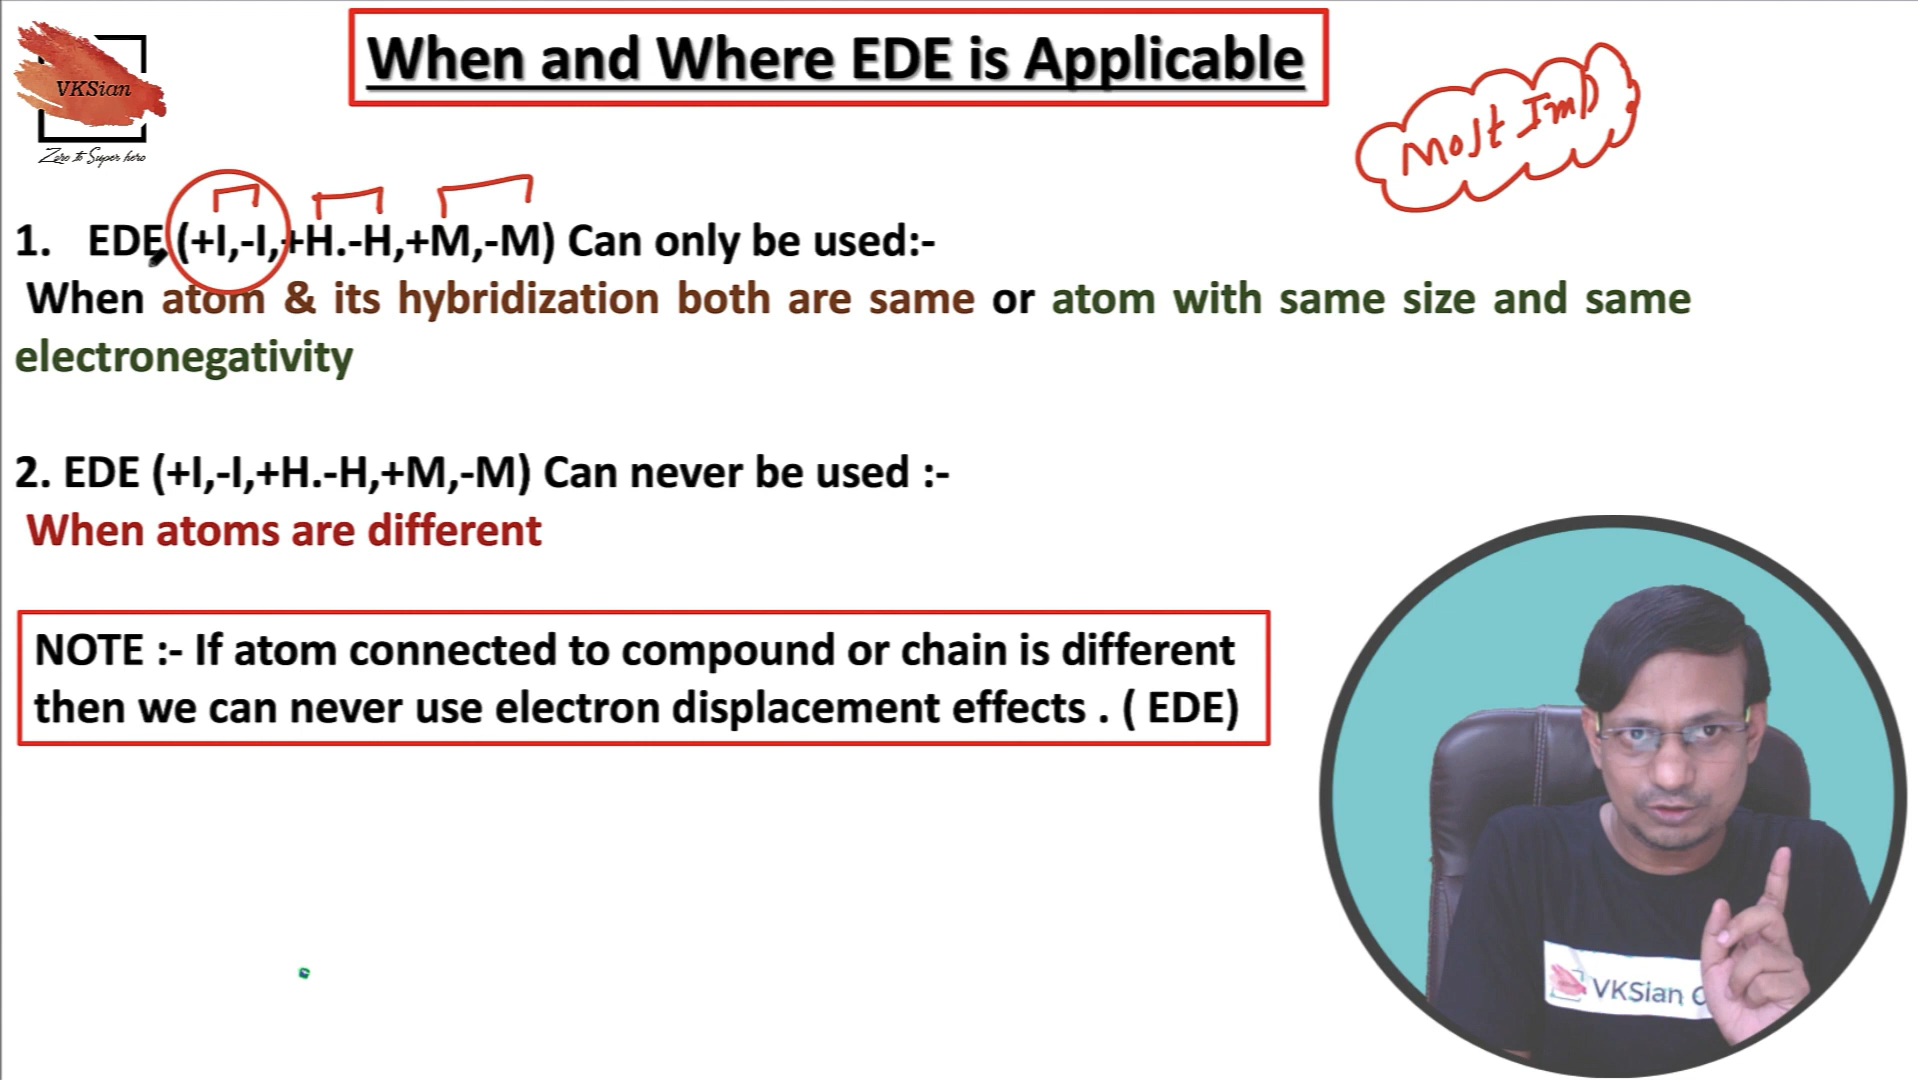 When and Where EDE is Applicable
VKSian
Zero to Super hero
Most Imp
1. EDE (+I,-I,+H.-H,+M,-M) Can only be used:-
When atom & its hybridization both are same or atom with same size and same
electronegativity
2. EDE (+I,-I,+H.-H,+M,-M) Can never be used :-
When atoms are different
NOTE :- If atom connected to compound or chain is different
then we can never use electron displacement effects . ( EDE)
VKSian